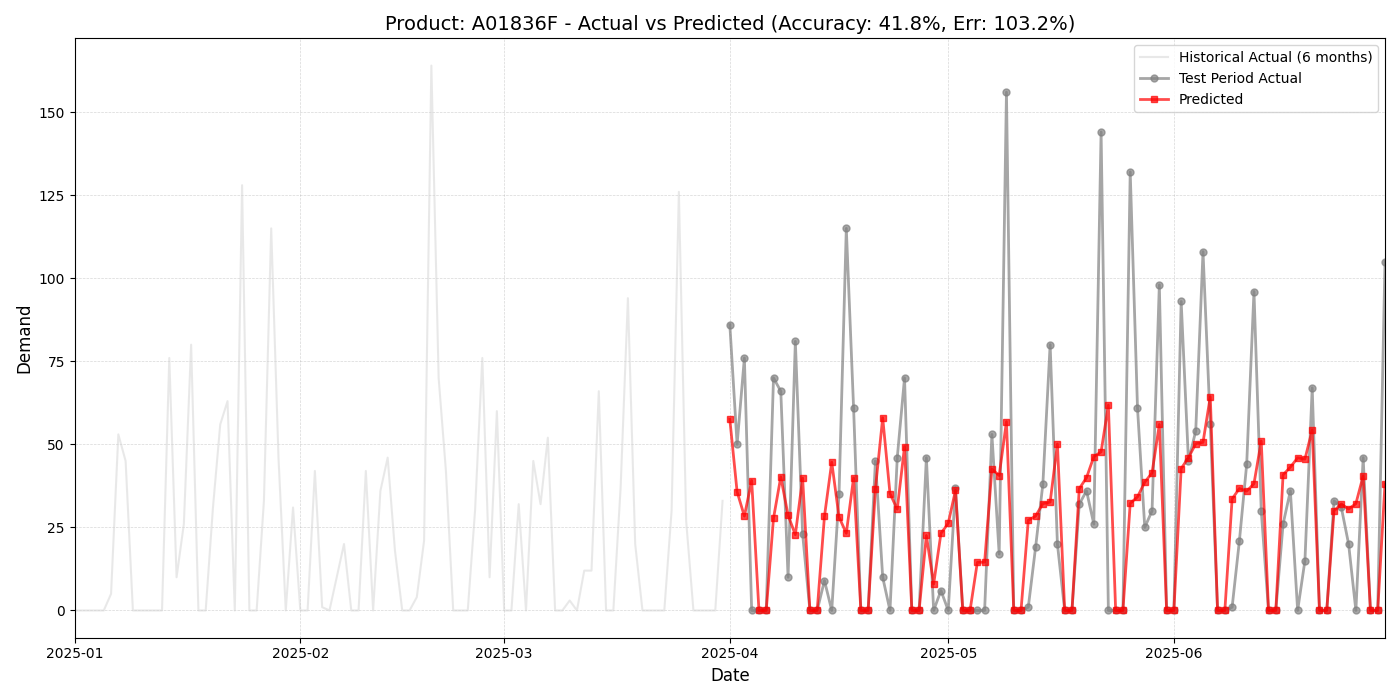 Product: A01836F - Actual vs Predicted (Accuracy: 41.8%, Err: 103.2%)
Historical Actual (6 months)
Test Period Actual
Predicted
Demand
150
125
100
75
50
25
0
2025-01
2025-02
2025-03
2025-04
2025-05
2025-06
Date